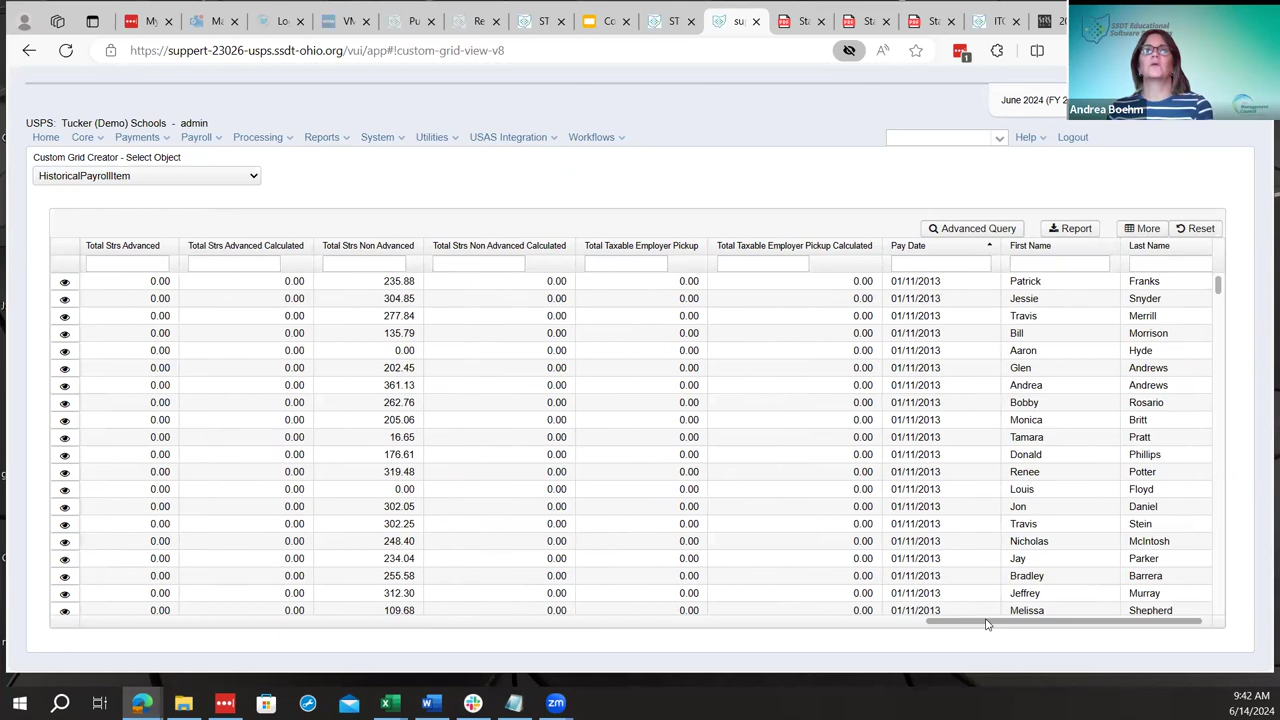 My
Ma
Lo
VM
Pu
Re
ST
Co
ST
su
Sta
Sta
Sta
ITC
20
https://suppert-23026-usps.ssdt-ohio.org/vui/app#!custom-grid-view-v8
1
SSDT Educational
Software
Management
Council
Andrea Boehm
June 2024 (FY 2
USPS: Tucker (Demo) Schools - admin
Home Core Payments Payroll Processing Reports System Utilities USAS Integration Workflows Help Logout
Custom Grid Creator - Select Object
HistoricalPayrollItem
Advanced Query Report More Reset
Total Strs Advanced Total Strs Advanced Calculated Total Strs Non Advanced Total Strs Non Advanced Calculated Total Taxable Employer Pickup Total Taxable Employer Pickup Calculated Pay Date First Name Last Name
0.00 0.00 235.88 0.00 0.00 0.00 01/11/2013 Patrick Franks
0.00 0.00 304.85 0.00 0.00 0.00 01/11/2013 Jessie Snyder
0.00 0.00 277.84 0.00 0.00 0.00 01/11/2013 Travis Merrill
0.00 0.00 135.79 0.00 0.00 0.00 01/11/2013 Bill Morrison
0.00 0.00 0.00 0.00 0.00 0.00 01/11/2013 Aaron Hyde
0.00 0.00 202.45 0.00 0.00 0.00 01/11/2013 Glen Andrews
0.00 0.00 361.13 0.00 0.00 0.00 01/11/2013 Andrea Andrews
0.00 0.00 262.76 0.00 0.00 0.00 01/11/2013 Bobby Rosario
0.00 0.00 205.06 0.00 0.00 0.00 01/11/2013 Monica Britt
0.00 0.00 16.65 0.00 0.00 0.00 01/11/2013 Tamara Pratt
0.00 0.00 176.61 0.00 0.00 0.00 01/11/2013 Donald Phillips
0.00 0.00 319.48 0.00 0.00 0.00 01/11/2013 Renee Potter
0.00 0.00 0.00 0.00 0.00 0.00 01/11/2013 Louis Floyd
0.00 0.00 302.05 0.00 0.00 0.00 01/11/2013 Jon Daniel
0.00 0.00 302.25 0.00 0.00 0.00 01/11/2013 Travis Stein
0.00 0.00 248.40 0.00 0.00 0.00 01/11/2013 Nicholas McIntosh
0.00 0.00 234.04 0.00 0.00 0.00 01/11/2013 Jay Parker
0.00 0.00 255.58 0.00 0.00 0.00 01/11/2013 Bradley Barrera
0.00 0.00 312.30 0.00 0.00 0.00 01/11/2013 Jeffrey Murray
0.00 0.00 109.68 0.00 0.00 0.00 01/11/2013 Melissa Shepherd
9:42 AM
6/14/2024